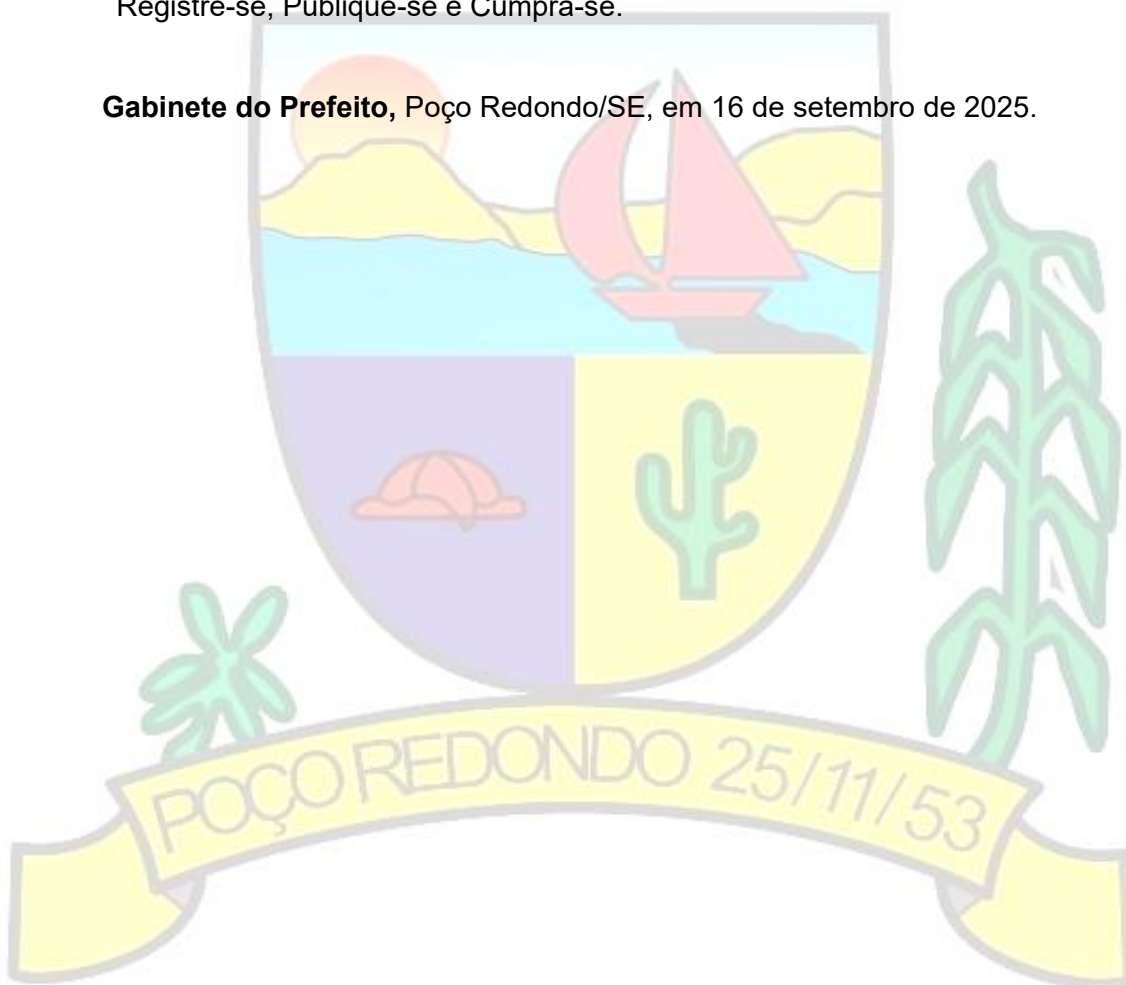 Registre-se, Publique-se e Cumpra-se.
Gabinete do Prefeito, Poço Redondo/SE, em 16 de setembro de 2025.
POÇO REDONDO 25/11/53